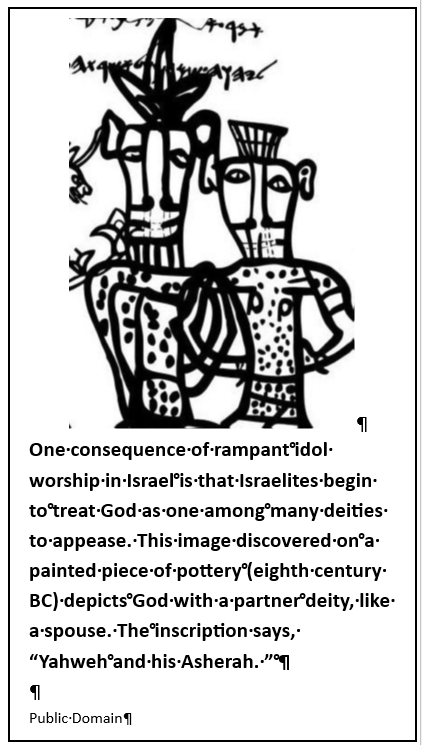 One consequence of rampant idol
worship in Israel is that Israelites begin
to treat God as one among many deities
to appease. This image discovered on a
painted piece of pottery (eighth century
BC) depicts God with a partner deity, like
a spouse. The inscription says,
“Yahweh and his Asherah. ”
Public Domain